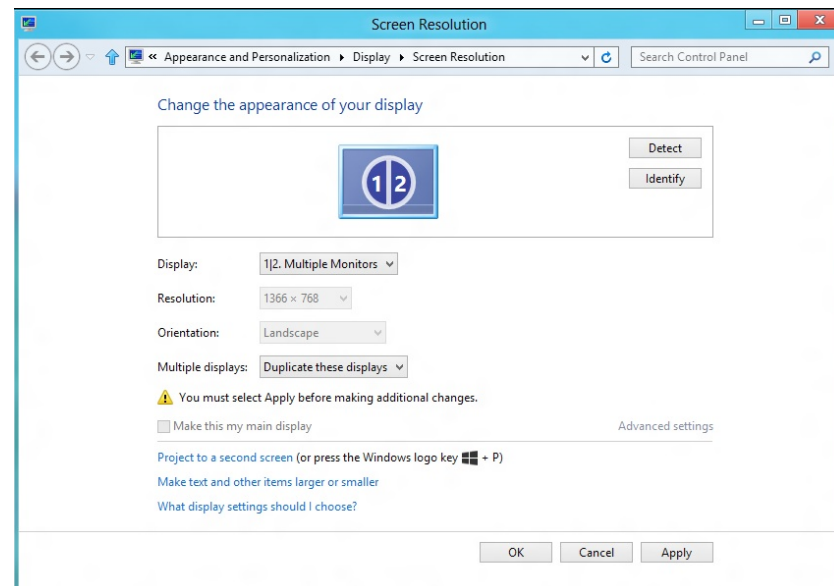 Screen Resolution
« Appearance and Personalization Display Screen Resolution
Search Control Panel
Change the appearance of your display
1|2
Detect
Identify
Display: 1|2. Multiple Monitors
Resolution: 1366 × 768
Orientation: Landscape
Multiple displays: Duplicate these displays
You must select Apply before making additional changes.
Make this my main display Advanced settings
Project to a second screen (or press the Windows logo key + P)
Make text and other items larger or smaller
What display settings should I choose?
OK Cancel Apply